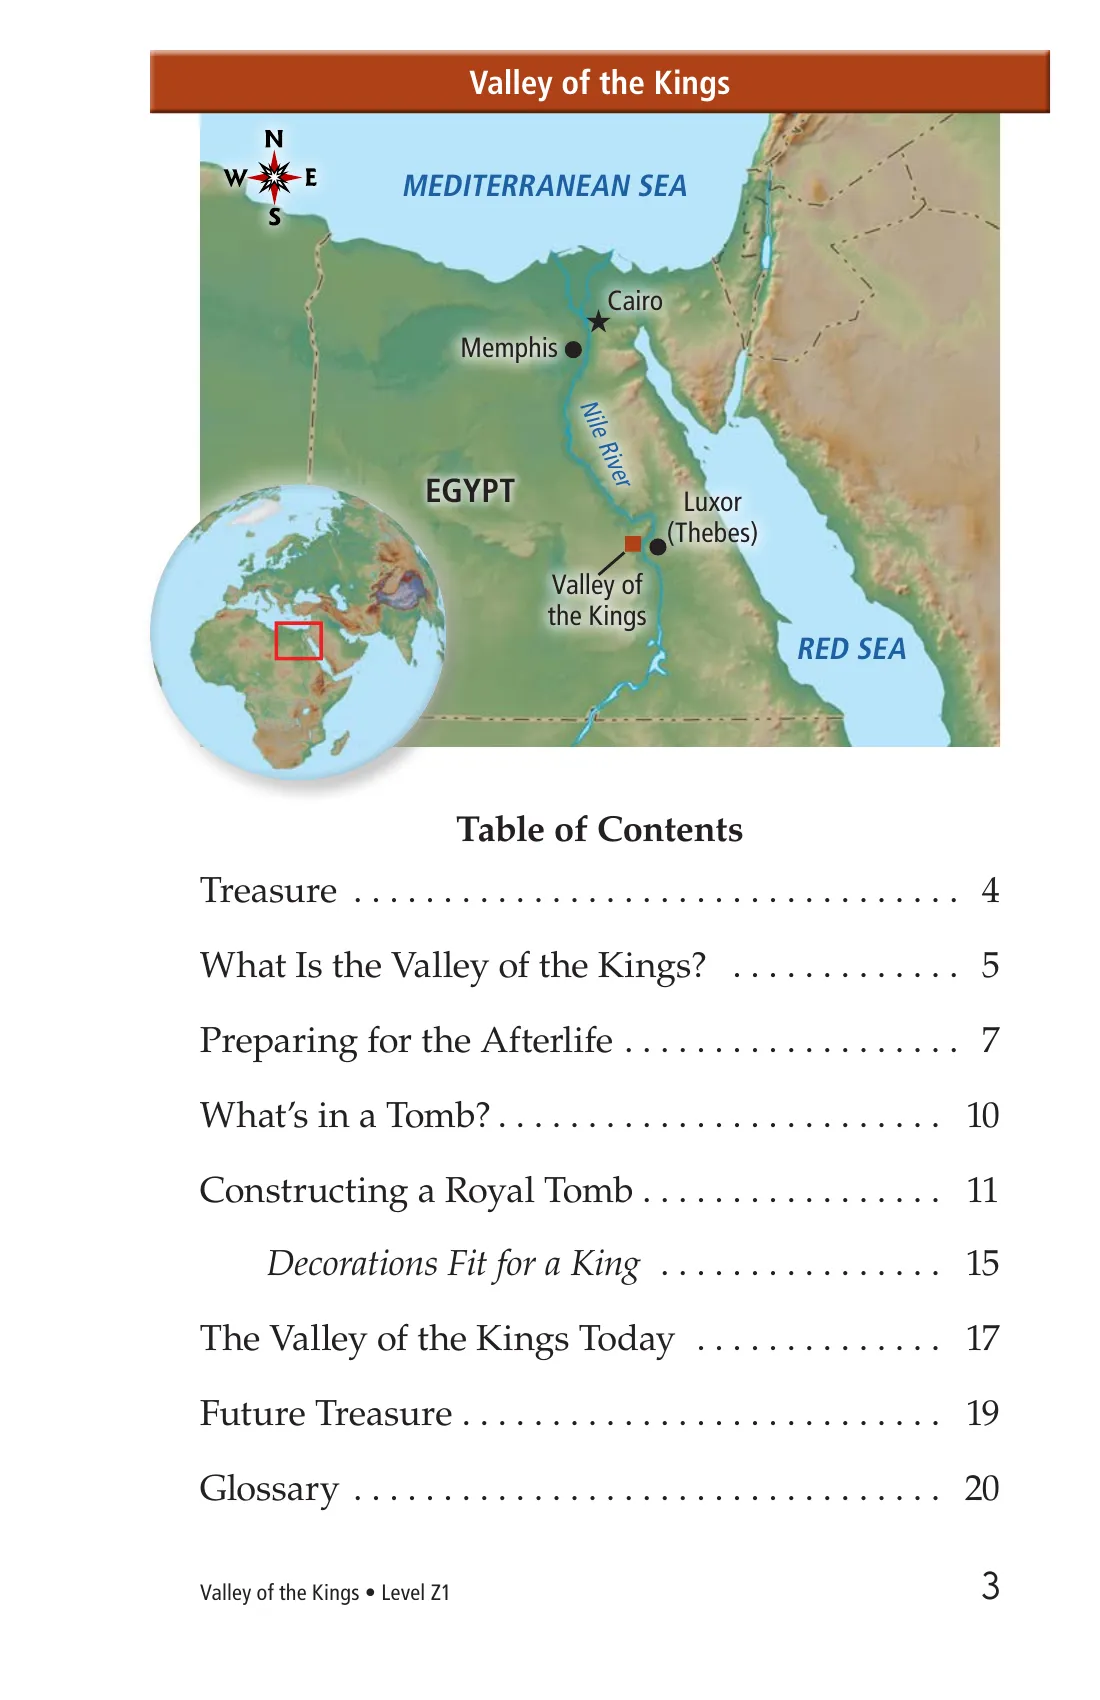 Valley of the Kings
N
W E
S
MEDITERRANEAN SEA
Cairo
Memphis
Nile River
EGYPT
Luxor
(Thebes)
Valley of
the Kings
RED SEA
Table of Contents
Treasure . . . . . . . . . . . . . . . . . . . . . . . . . . . . . . . . . . 4
What Is the Valley of the Kings? . . . . . . . . . . . . . 5
Preparing for the Afterlife . . . . . . . . . . . . . . . . . . . 7
What’s in a Tomb? . . . . . . . . . . . . . . . . . . . . . . . . . 10
Constructing a Royal Tomb . . . . . . . . . . . . . . . . . 11
Decorations Fit for a King . . . . . . . . . . . . . . . . 15
The Valley of the Kings Today . . . . . . . . . . . . . . 17
Future Treasure . . . . . . . . . . . . . . . . . . . . . . . . . . . 19
Glossary . . . . . . . . . . . . . . . . . . . . . . . . . . . . . . . . . 20
Valley of the Kings • Level Z1 3